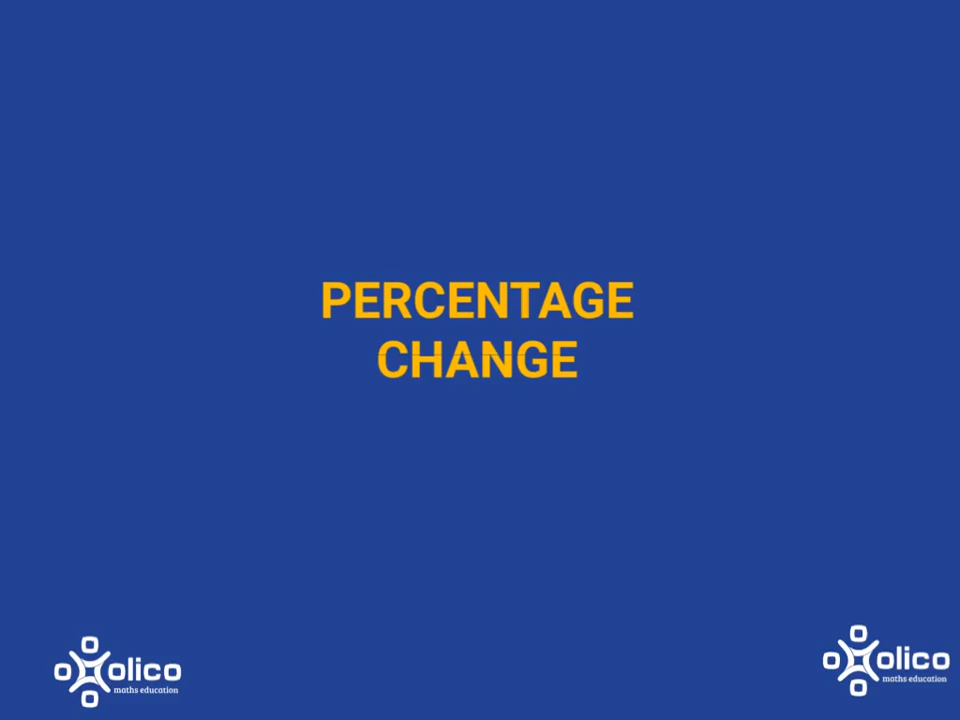 PERCENTAGE
CHANGE
olico
maths education
olico
maths education